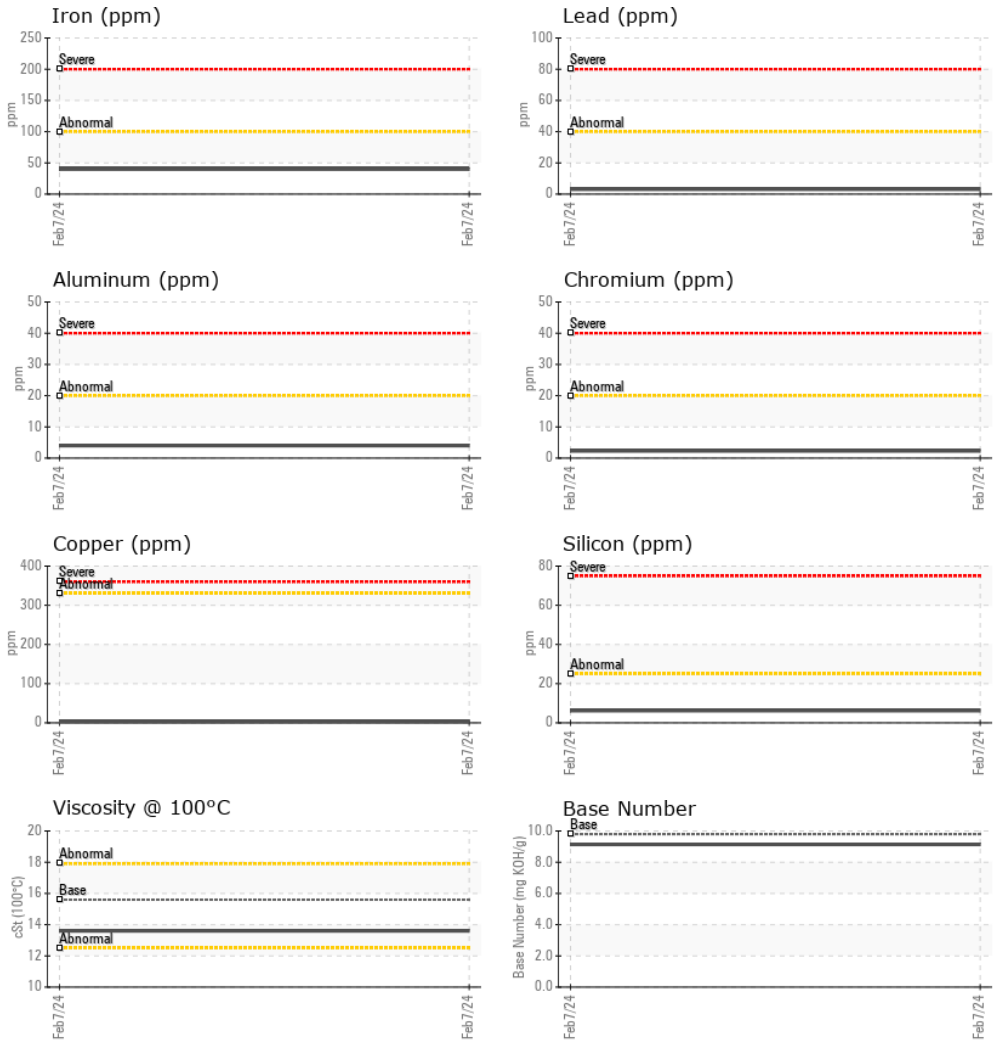 Iron (ppm)
250
200
150
100
50
0
ppm
Severe
Abnormal
Feb7/24
Feb7/24
Lead (ppm)
100
80
60
40
20
0
ppm
Severe
Abnormal
Feb7/24
Feb7/24
Aluminum (ppm)
50
40
30
20
10
0
ppm
Severe
Abnormal
Feb7/24
Feb7/24
Chromium (ppm)
50
40
30
20
10
0
ppm
Severe
Abnormal
Feb7/24
Feb7/24
Copper (ppm)
400
300
200
100
0
ppm
Severe
Abnormal
Feb7/24
Feb7/24
Silicon (ppm)
80
60
40
20
0
ppm
Severe
Abnormal
Feb7/24
Feb7/24
Viscosity @ 100°C
20
18
16
14
12
10
cSt (100°C)
Abnormal
Base
Abnormal
Feb7/24
Feb7/24
Base Number
10.0
8.0
6.0
4.0
2.0
0.0
Base Number (mg KOH/g)
Base
Feb7/24
Feb7/24